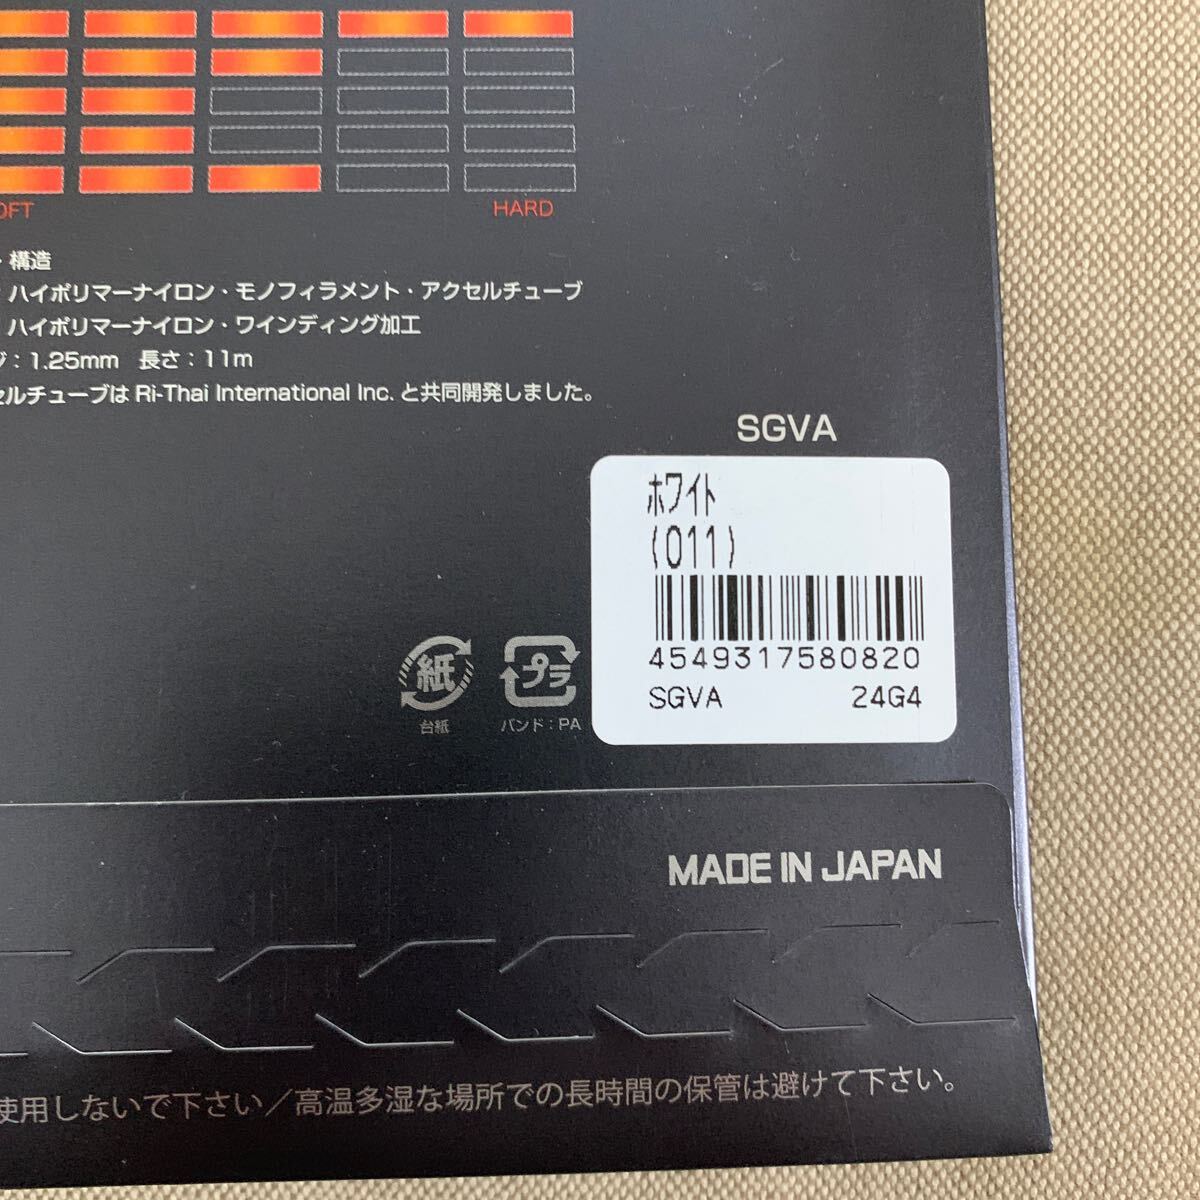 HARD
構造
ハイポリマーナイロン・モノフィラメント・アクセルチューブ
ハイポリマーナイロン・ワインディング加工
：1.25mm　長さ：11m
セルチューブは Ri-Thai International Inc. と共同開発しました。
SGVA
ホワイト
(011)
4549317580820
SGVA 24G4
紙 プラ
台紙 バンド：PA
MADE IN JAPAN
使用しないで下さい／高温多湿な場所での長時間の保管は避けて下さい。